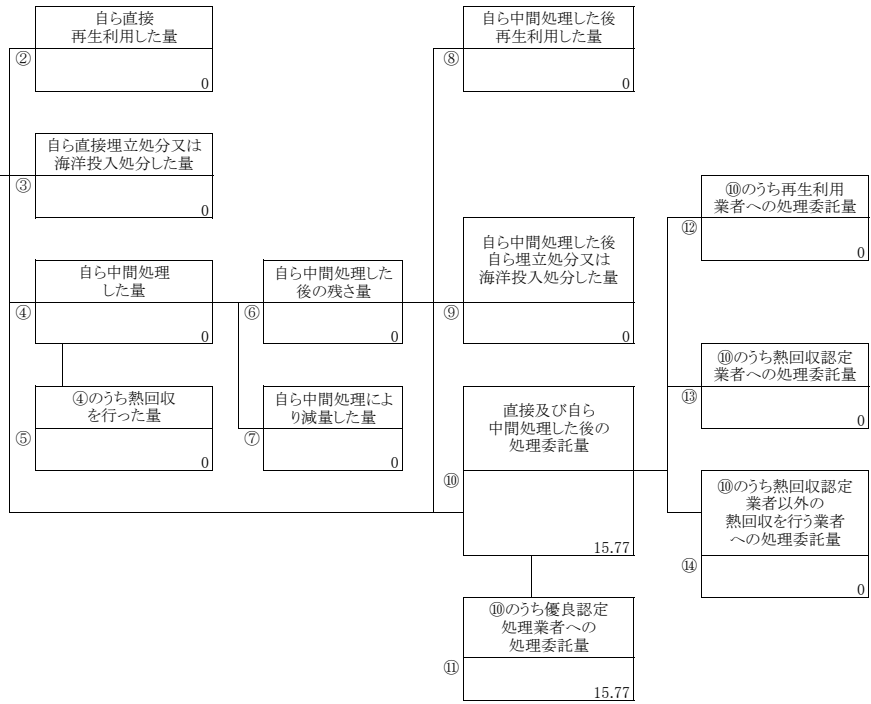 自ら直接
再生利用した量
②
0
自ら直接埋立処分又は
海洋投入処分した量
③
0
自ら中間処理
した量
④
0
④のうち熱回収
を行った量
⑤
0
自ら中間処理した
後の残さ量
⑥
0
自ら中間処理によ
り減量した量
⑦
0
自ら中間処理した後
再生利用した量
⑧
0
自ら中間処理した後
自ら埋立処分又は
海洋投入処分した量
⑨
0
直接及び自ら
中間処理した後の
処理委託量
⑩
15.77
⑩のうち優良認定
処理業者への
処理委託量
⑪
15.77
⑩のうち再生利用
業者への処理委託量
⑫
0
⑩のうち熱回収認定
業者への処理委託量
⑬
0
⑩のうち熱回収認定
業者以外の
熱回収を行う業者
への処理委託量
⑭
0